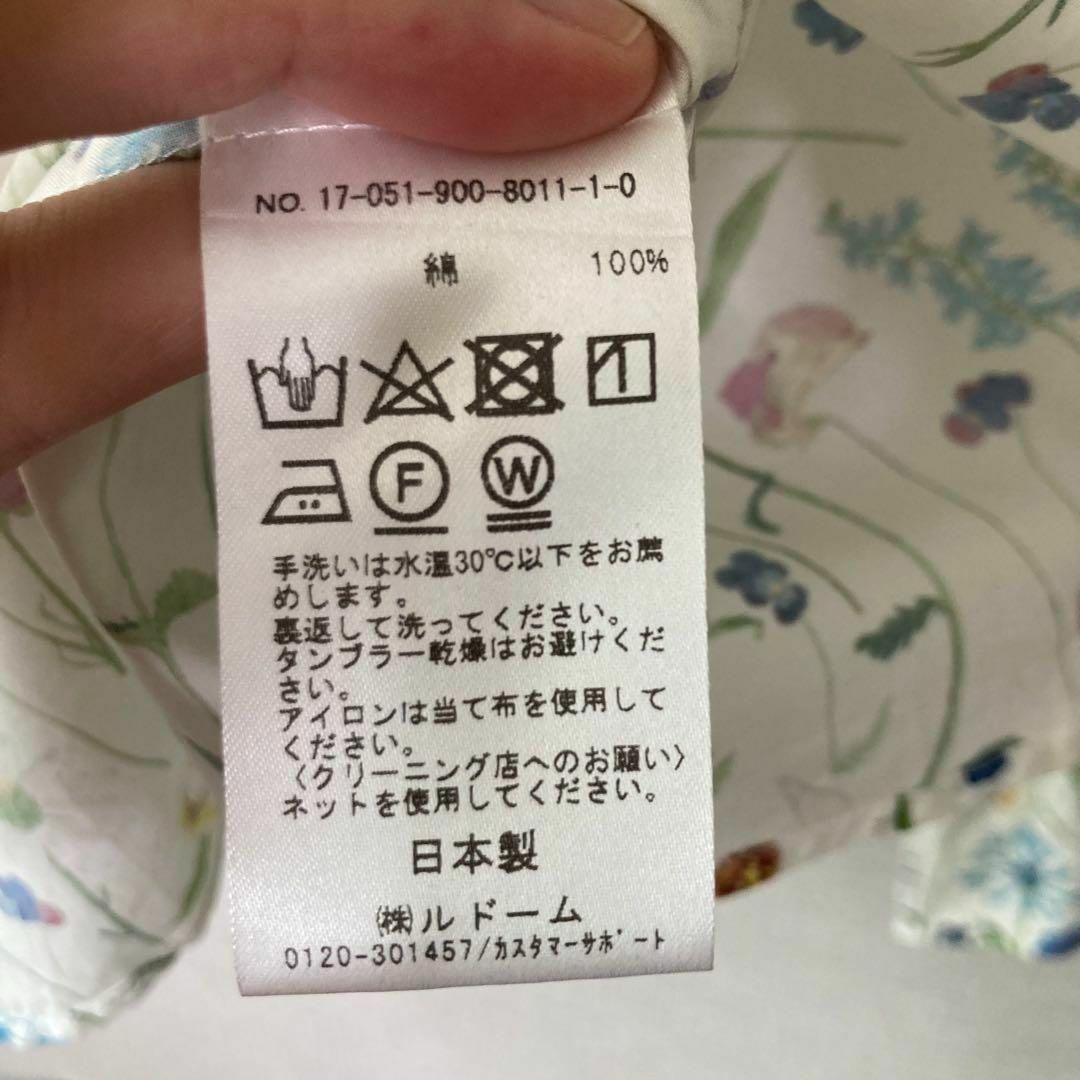 NO. 17-051-900-8011-1-0
綿 100%
F W
手洗いは水温30℃以下をお薦
めします。
裏返して洗ってください。
タンブラー乾燥はお避けくだ
さい。
アイロンは当て布を使用して
ください。
〈クリーニング店へのお願い〉
ネットを使用してください。
日本製
㈱ルドーム
0120-301457/カスタマーサポート